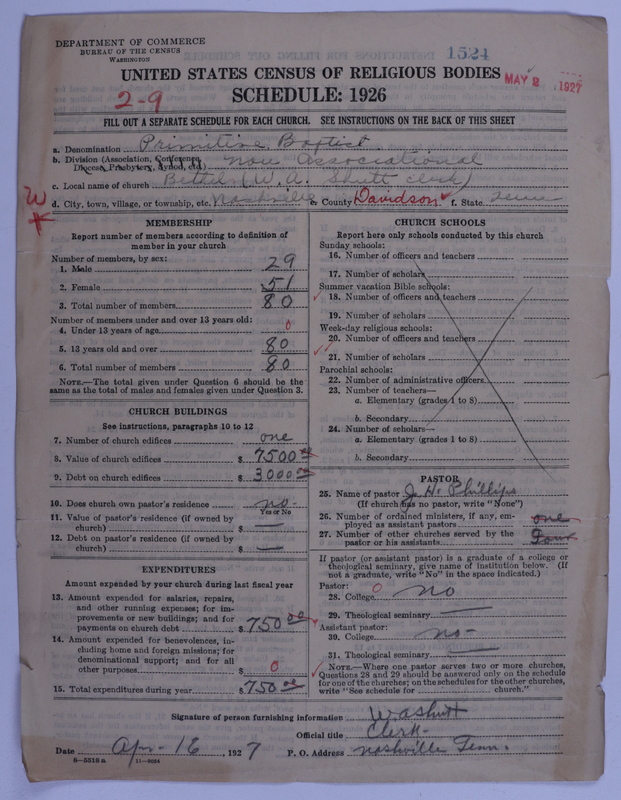 DEPARTMENT OF COMMERCE
BUREAU OF THE CENSUS
WASHINGTON
1524
UNITED STATES CENSUS OF RELIGIOUS BODIES
MAY 2 1927
2-9
SCHEDULE: 1926
FILL OUT A SEPARATE SCHEDULE FOR EACH CHURCH. SEE INSTRUCTIONS ON THE BACK OF THIS SHEET
a. Denomination Primitive Baptist
b. Division (Association, Conference, Diocese, Presbytery, Synod, etc.) non Associational
c. Local name of church Bethel (W. A. Shutt clerk)
d. City, town, village, or township, etc. Nashville e. County Davidson f. State Tenn
W
MEMBERSHIP
Report number of members according to definition of
member in your church
Number of members, by sex:
1. Male 29
2. Female 51
3. Total number of members 80
Number of members under and over 13 years old:
4. Under 13 years of age 0
5. 13 years old and over 80
6. Total number of members 80
NOTE.—The total given under Question 6 should be the
same as the total of males and females given under Question 3.
CHURCH BUILDINGS
See instructions, paragraphs 10 to 12
7. Number of church edifices one
8. Value of church edifices $ 7500 00
9. Debt on church edifices $ 3000 00
10. Does church own pastor's residence no
Yes or No
11. Value of pastor's residence (if owned by
church) $ —
12. Debt on pastor's residence (if owned by
church) $ —
EXPENDITURES
Amount expended by your church during last fiscal year
13. Amount expended for salaries, repairs,
and other running expenses; for im-
provements or new buildings; and for
payments on church debt $ 750 00
14. Amount expended for benevolences, in-
cluding home and foreign missions; for
denominational support; and for all
other purposes $ 0
15. Total expenditures during year $ 750 00
CHURCH SCHOOLS
Report here only schools conducted by this church
Sunday schools:
16. Number of officers and teachers
17. Number of scholars
Summer vacation Bible schools:
18. Number of officers and teachers
19. Number of scholars
Week-day religious schools:
20. Number of officers and teachers
21. Number of scholars
Parochial schools:
22. Number of administrative officers
23. Number of teachers—
a. Elementary (grades 1 to 8)
b. Secondary
24. Number of scholars—
a. Elementary (grades 1 to 8)
b. Secondary
PASTOR
25. Name of pastor J. H. Phillips
(If church has no pastor, write "None")
26. Number of ordained ministers, if any, em-
ployed as assistant pastors one
27. Number of other churches served by the
pastor or his assistants Four
If pastor (or assistant pastor) is a graduate of a college or
theological seminary, give name of institution below. (If
not a graduate, write "No" in the space indicated.)
Pastor:
28. College 0 no
29. Theological seminary —
Assistant pastor:
30. College no
31. Theological seminary —
NOTE.—Where one pastor serves two or more churches,
Questions 28 and 29 should be answered only on the schedule
for one of the churches; on the schedules for the other churches,
write "See schedule for church."
Signature of person furnishing information W A Shutt
Official title Clerk
Date Apr-16, 1927 P. O. Address Nashville Tenn.
8—5518 a 11—9024